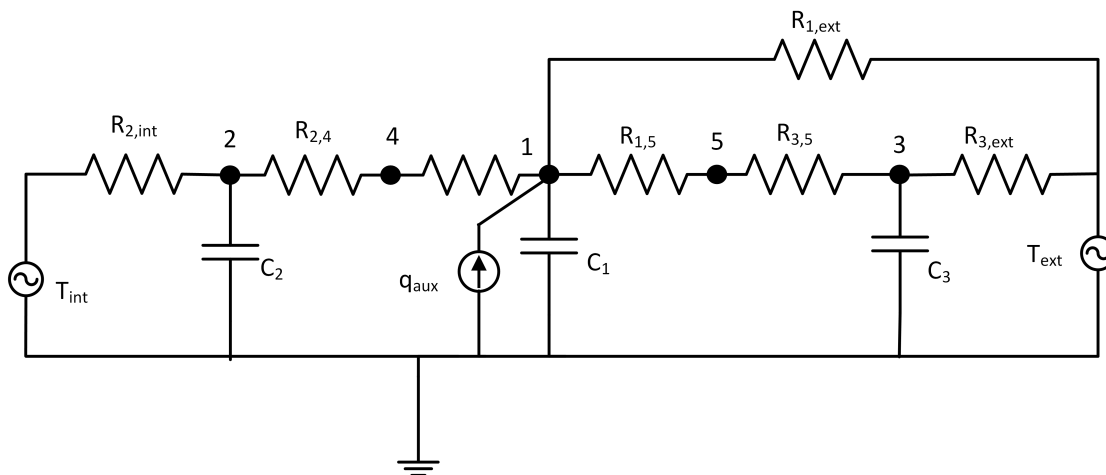 R1,ext
R2,int
2
R2,4
4
1
R1,5
5
R3,5
3
R3,ext
Tint
C2
qaux
C1
C3
Text